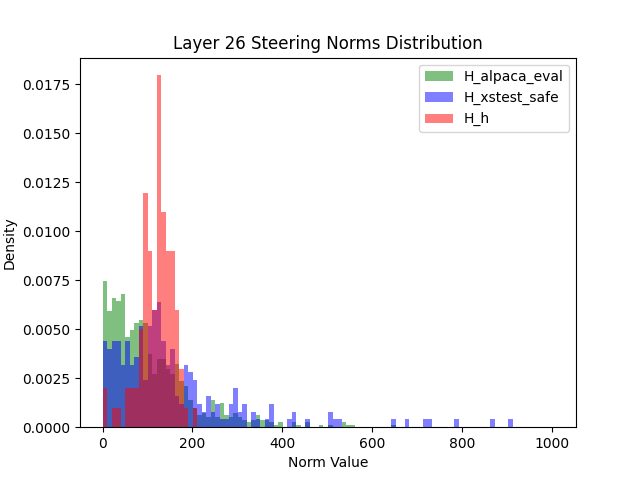 Layer 26 Steering Norms Distribution
H_alpaca_eval
H_xstest_safe
H_h
0.0175
0.0150
0.0125
0.0100
0.0075
0.0050
0.0025
0.0000
Density
0 200 400 600 800 1000
Norm Value